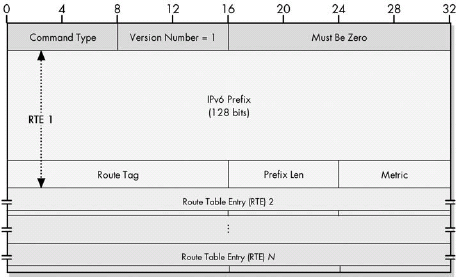 0 4 8 12 16 20 24 28 32
Command Type Version Number = 1 Must Be Zero
IPv6 Prefix
(128 bits)
RTE 1
Route Tag Prefix Len Metric
Route Table Entry (RTE) 2
⋮
Route Table Entry (RTE) N